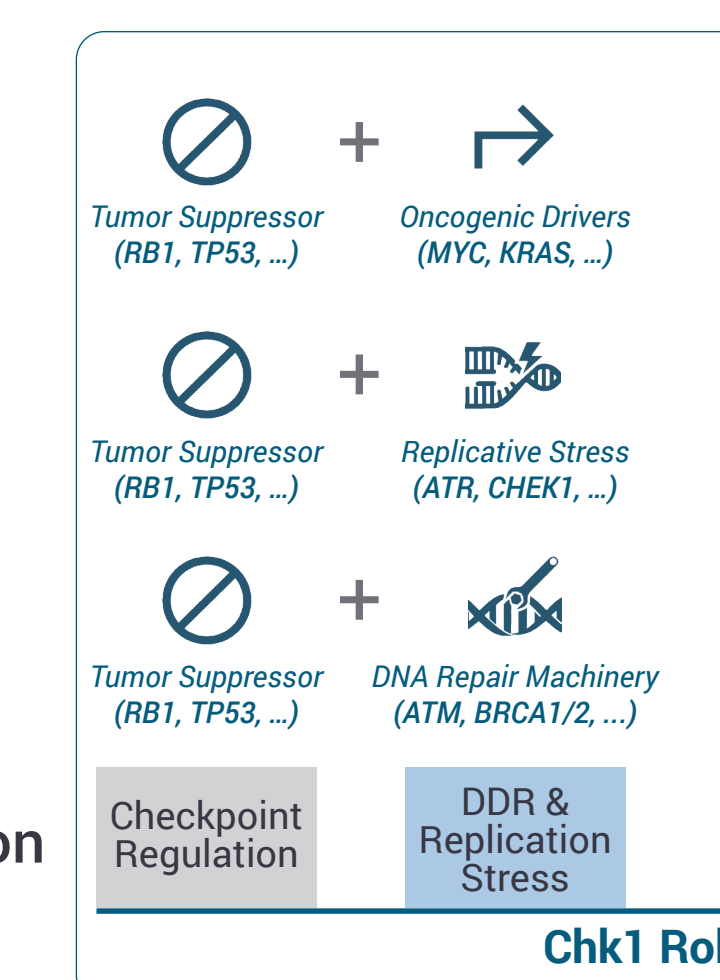 Tumor Suppressor
(RB1, TP53, ...)
+
Oncogenic Drivers
(MYC, KRAS, ...)
Tumor Suppressor
(RB1, TP53, ...)
+
Replicative Stress
(ATR, CHEK1, ...)
Tumor Suppressor
(RB1, TP53, ...)
+
DNA Repair Machinery
(ATM, BRCA1/2, ...)
Checkpoint
Regulation
DDR &
Replication
Stress
Chk1